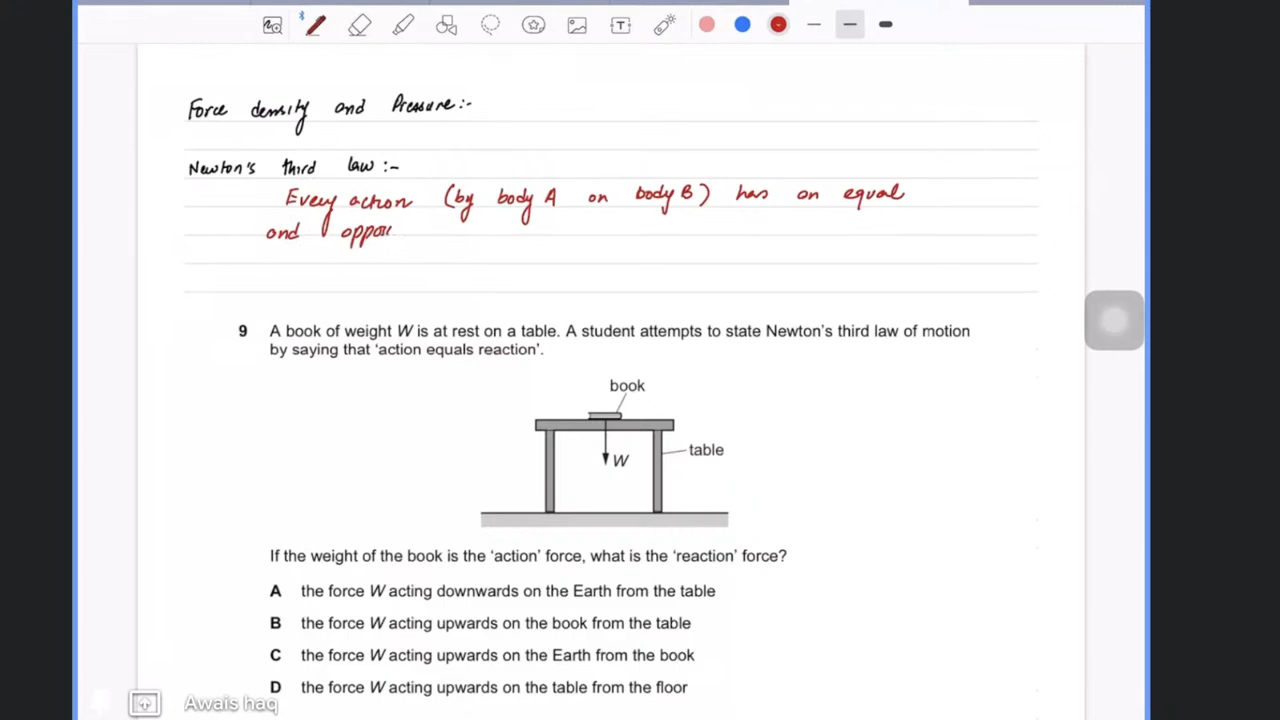 Force density and Pressure:-
Newton's third law :-
Every action (by body A on body B) has an equal
and oppos
9 A book of weight W is at rest on a table. A student attempts to state Newton's third law of motion
by saying that 'action equals reaction'.
book
table
W
If the weight of the book is the 'action' force, what is the 'reaction' force?
A the force W acting downwards on the Earth from the table
B the force W acting upwards on the book from the table
C the force W acting upwards on the Earth from the book
D the force W acting upwards on the table from the floor
Awais haq